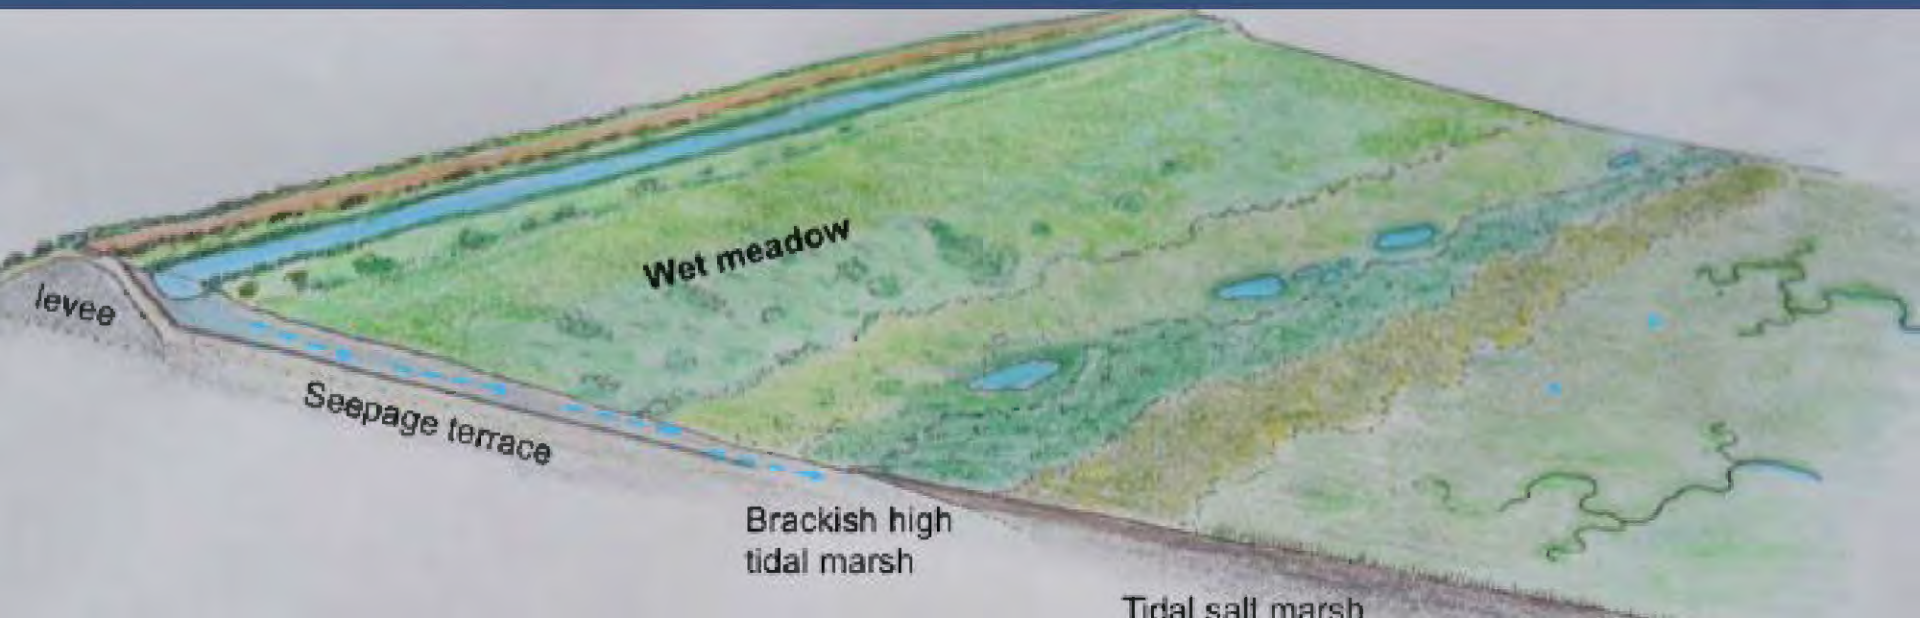 Wet meadow
levee
Seepage terrace
Brackish high
tidal marsh
Tidal salt marsh